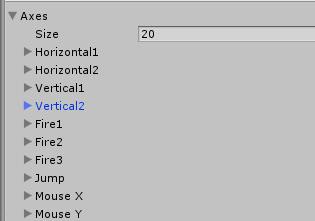 Axes
Size 20
Horizontal1
Horizontal2
Vertical1
Vertical2
Fire1
Fire2
Fire3
Jump
Mouse X
Mouse Y